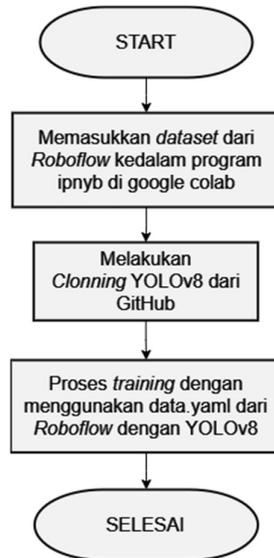 START
Memasukkan dataset dari
Roboflow kedalam program
ipnyb di google colab
Melakukan
Clonning YOLOv8 dari
GitHub
Proses training dengan
menggunakan data.yaml dari
Roboflow dengan YOLOv8
SELESAI